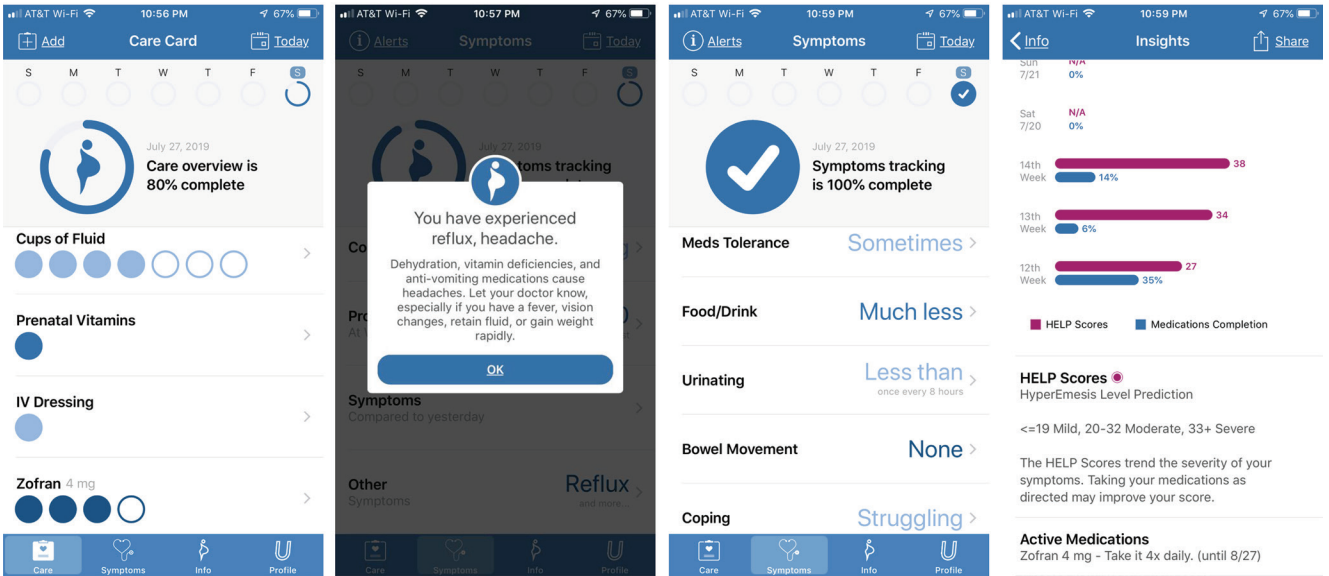 AT&T Wi-Fi 10:56 PM 67%
Add Care Card Today
S M T W T F S
July 27, 2019
Care overview is
80% complete
Cups of Fluid
Prenatal Vitamins
IV Dressing
Zofran 4 mg
Care Symptoms Info Profile
AT&T Wi-Fi 10:57 PM 67%
Alerts Symptoms Today
S M T W T F S
July 27, 2019
toms tracking
You have experienced
reflux, headache.
Dehydration, vitamin deficiencies, and
anti-vomiting medications cause
headaches. Let your doctor know,
especially if you have a fever, vision
changes, retain fluid, or gain weight
rapidly.
OK
Symptoms
Compared to yesterday
Other Reflux
Symptoms and more...
Care Symptoms Info Profile
AT&T Wi-Fi 10:59 PM 67%
Alerts Symptoms Today
S M T W T F S
July 27, 2019
Symptoms tracking
is 100% complete
Meds Tolerance Sometimes
Food/Drink Much less
Urinating Less than
once every 8 hours
Bowel Movement None
Coping Struggling
Care Symptoms Info Profile
AT&T Wi-Fi 10:59 PM 67%
Info Insights Share
Sun N/A
7/21 0%
Sat N/A
7/20 0%
14th 38
Week 14%
13th 34
Week 6%
12th 27
Week 35%
HELP Scores Medications Completion
HELP Scores
HyperEmesis Level Prediction
<=19 Mild, 20-32 Moderate, 33+ Severe
The HELP Scores trend the severity of your
symptoms. Taking your medications as
directed may improve your score.
Active Medications
Zofran 4 mg - Take it 4x daily. (until 8/27)